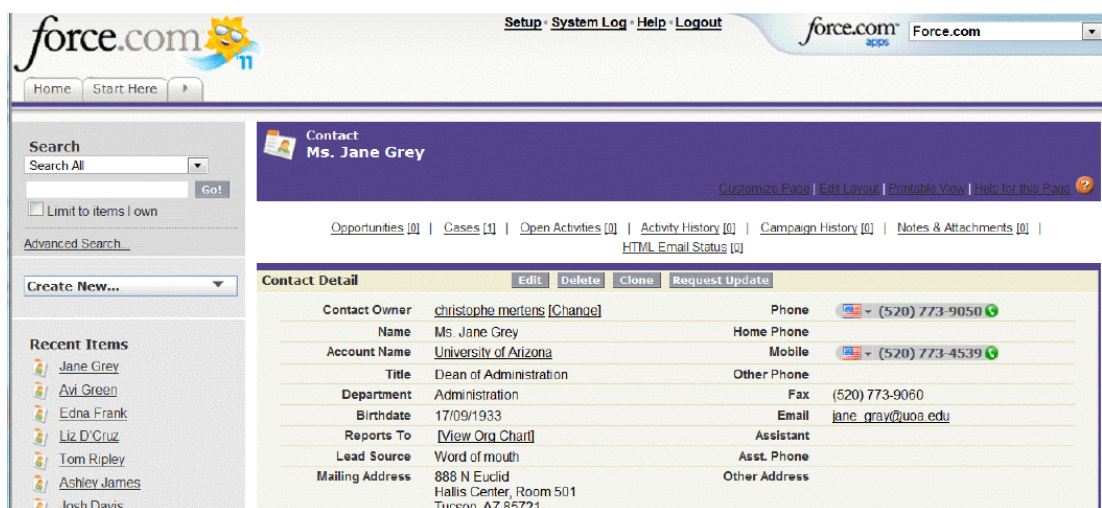 force.com '11
Setup · System Log · Help · Logout
force.com apps
Force.com
Home
Start Here
Search
Search All
Go!
Limit to items I own
Advanced Search...
Create New...
Recent Items
Jane Grey
Avi Green
Edna Frank
Liz D'Cruz
Tom Ripley
Ashley James
Josh Davis
Contact
Ms. Jane Grey
Customize Page | Edit Layout | Printable View | Help for this Page ?
Opportunities [0] | Cases [1] | Open Activities [0] | Activity History [0] | Campaign History [0] | Notes & Attachments [0] |
HTML Email Status [0]
Contact Detail Edit Delete Clone Request Update
Contact Owner christophe mertens [Change] Phone (520) 773-9050
Name Ms. Jane Grey Home Phone
Account Name University of Arizona Mobile (520) 773-4539
Title Dean of Administration Other Phone
Department Administration Fax (520) 773-9060
Birthdate 17/09/1933 Email jane_gray@uoa.edu
Reports To [View Org Chart] Assistant
Lead Source Word of mouth Asst. Phone
Mailing Address 888 N Euclid Other Address
Hallis Center, Room 501
Tucson, AZ 85721